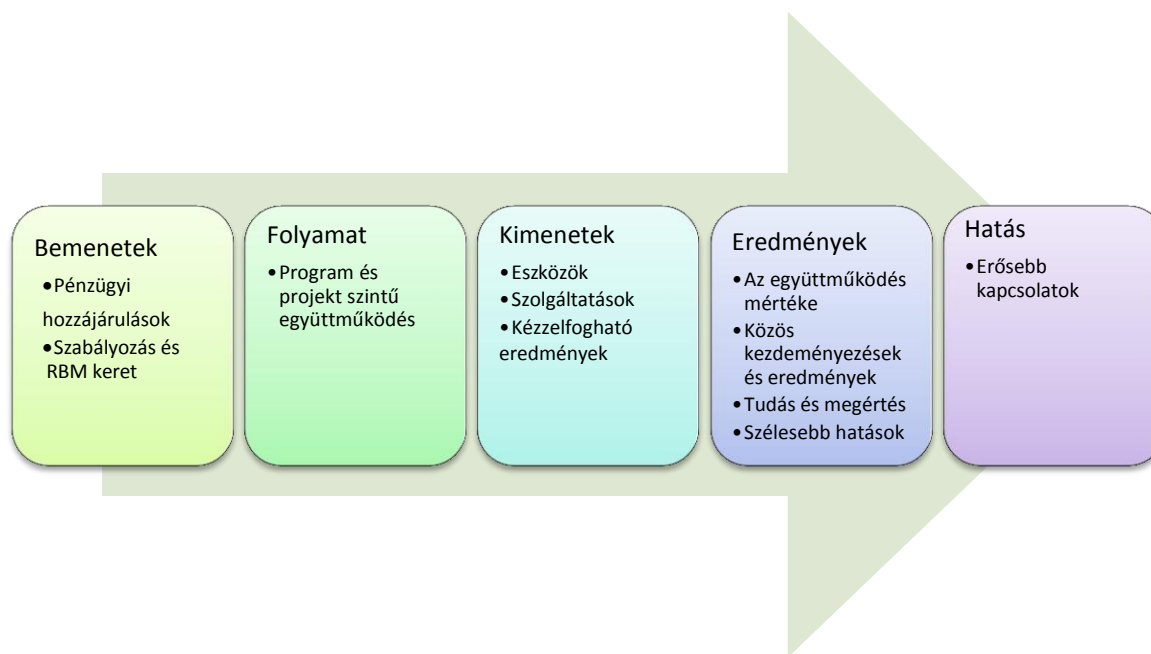 Bemenetek
•Pénzügyi
hozzájárulások
•Szabályozás és
RBM keret
Folyamat
•Program és
projekt szintű
együttműködés
Kimenetek
•Eszközök
•Szolgáltatások
•Kézzelfogható
eredmények
Eredmények
•Az együttműködés
mértéke
•Közös
kezdeményezések
és eredmények
•Tudás és megértés
•Szélesebb hatások
Hatás
•Erősebb
kapcsolatok